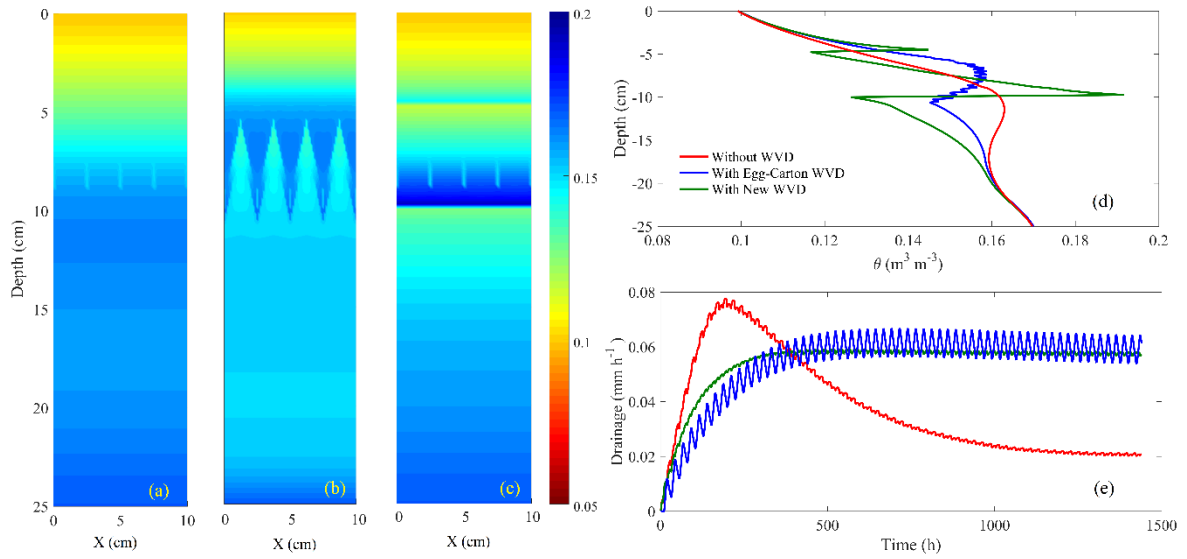 0
5
10
15
20
25
Depth (cm)
0
5
10
X (cm)
(a)
0
5
10
X (cm)
(b)
0
5
10
X (cm)
(c)
0.2
0.15
0.1
0.05
0
-5
-10
-15
-20
-25
Depth (cm)
Without WVD
With Egg-Carton WVD
With New WVD
(d)
0.08
0.1
0.12
0.14
0.16
0.18
0.2
θ (m³ m⁻³)
0.08
0.06
0.04
0.02
0
Drainage (mm h⁻¹)
(e)
0
500
1000
1500
Time (h)